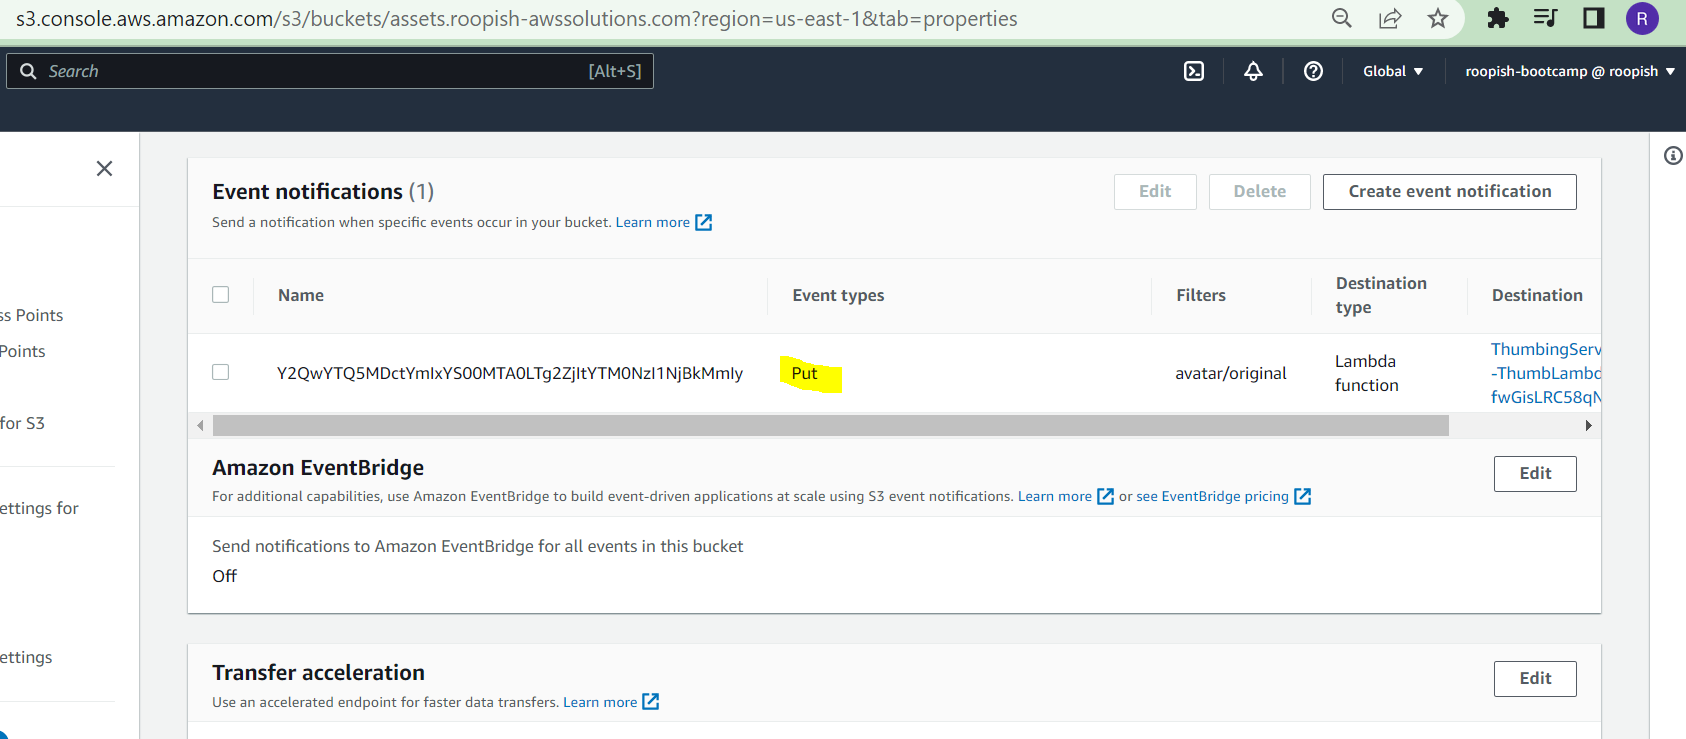 s3.console.aws.amazon.com/s3/buckets/assets.roopish-awssolutions.com?region=us-east-1&tab=properties
R
Search [Alt+S]
Global ▼
roopish-bootcamp @ roopish ▼
ss Points
Points
for S3
ettings for
ettings
Event notifications (1)
Edit
Delete
Create event notification
Send a notification when specific events occur in your bucket. Learn more
Name
Event types
Filters
Destination
type
Destination
Y2QwYTQ5MDctYmIxYS00MTA0LTg2ZjItYTM0NzI1NjBkMmIy
Put
avatar/original
Lambda
function
ThumbingServ
-ThumbLambd
fwGisLRC58qN
Amazon EventBridge
Edit
For additional capabilities, use Amazon EventBridge to build event-driven applications at scale using S3 event notifications. Learn more or see EventBridge pricing
Send notifications to Amazon EventBridge for all events in this bucket
Off
Transfer acceleration
Edit
Use an accelerated endpoint for faster data transfers. Learn more